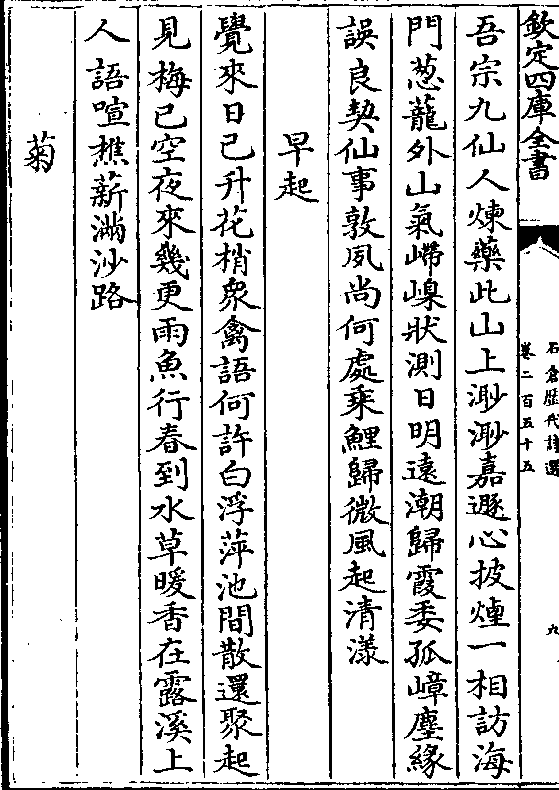 欽定四庫全書
石倉歷代詩選
卷二百五十五
九
吾宗九仙人煉藥此山上渺渺嘉遯心披煙一相訪海
門葱蘢外山氣嶂嵲狀測日明遠潮歸霞委孤嶂塵緣
誤良契仙事敦夙尚何處乘鯉歸微風起清漾
早起
覺來日已升花梢衆禽語何許白浮萍池間散還聚起
見梅已空夜來幾更雨魚行春到水草暖香在露溪上
人語喧樵薪滿沙路
菊